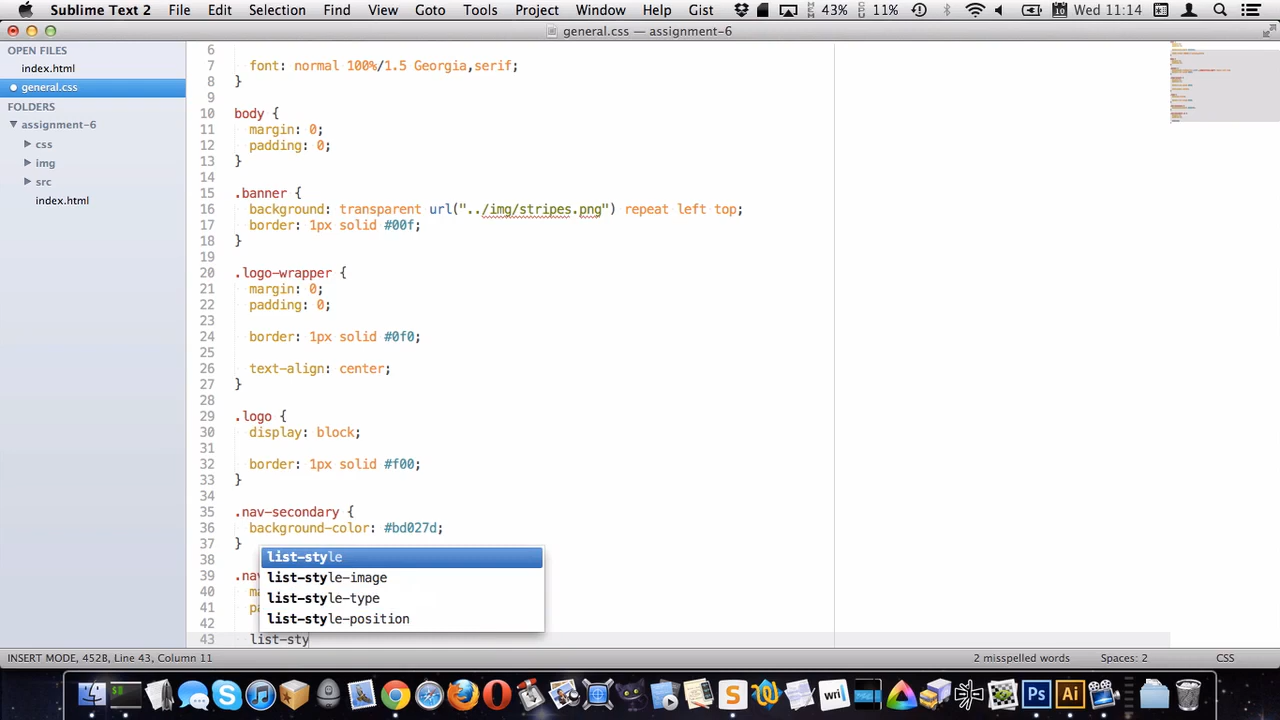 Sublime Text 2 File Edit Selection Find View Goto Tools Project Window Help Gist 43% 11% 10 Wed 11:14
general.css — assignment-6
OPEN FILES
index.html
general.css
FOLDERS
assignment-6
css
img
src
index.html
6
7 font: normal 100%/1.5 Georgia,serif;
8 }
9
10 body {
11 margin: 0;
12 padding: 0;
13 }
14
15 .banner {
16 background: transparent url("../img/stripes.png") repeat left top;
17 border: 1px solid #00f;
18 }
19
20 .logo-wrapper {
21 margin: 0;
22 padding: 0;
23
24 border: 1px solid #0f0;
25
26 text-align: center;
27 }
28
29 .logo {
30 display: block;
31
32 border: 1px solid #f00;
33 }
34
35 .nav-secondary {
36 background-color: #bd027d;
37 }
38
39 .na
40 m
41 p
42
43 list-sty
list-style
list-style-image
list-style-type
list-style-position
INSERT MODE, 452B, Line 43, Column 11 2 misspelled words Spaces: 2 CSS
$
S
wri
Ps
Ai